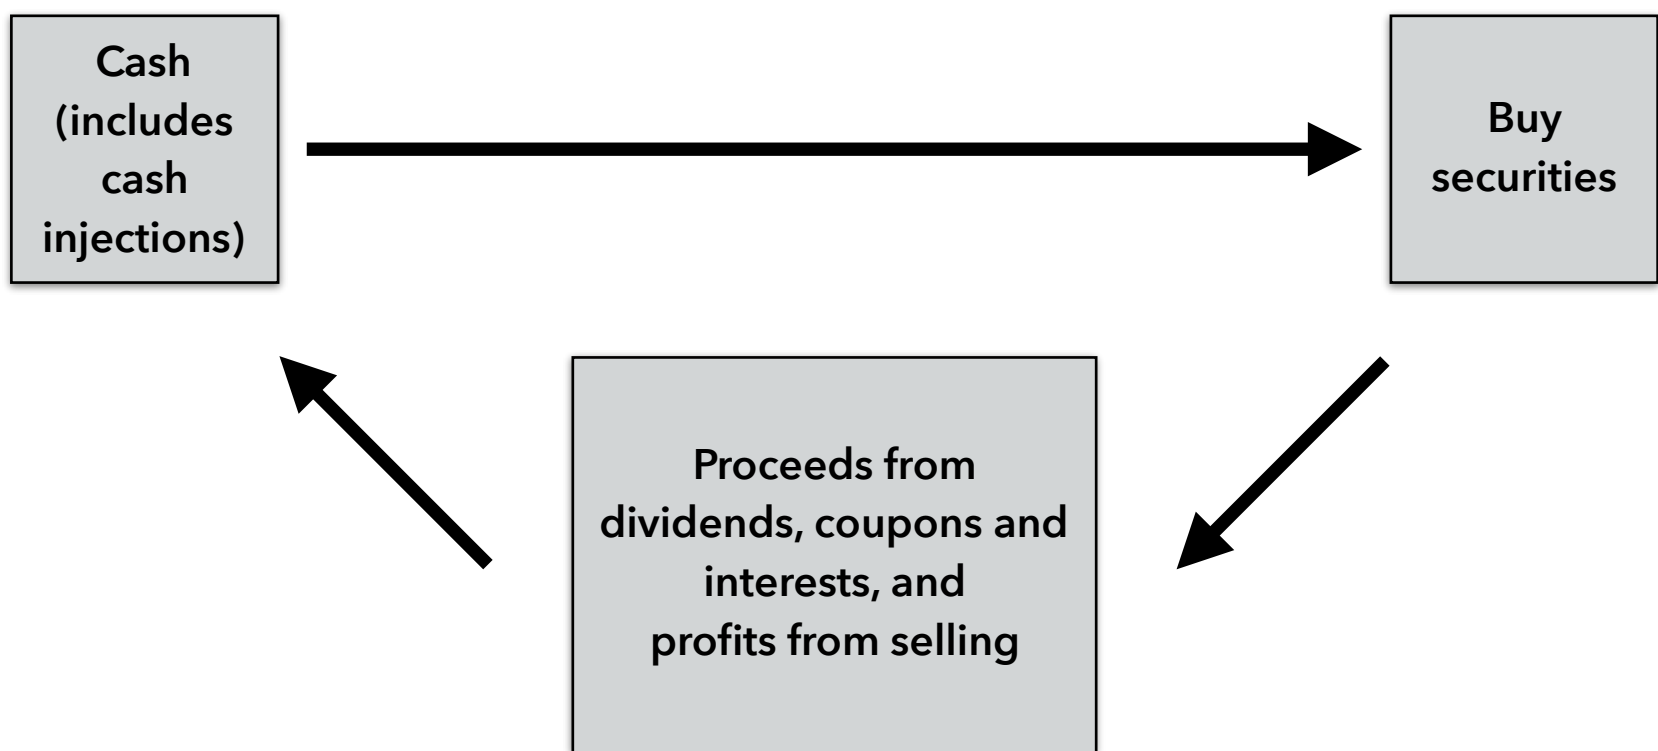 Cash
(includes
cash
injections)
Buy
securities
Proceeds from
dividends, coupons and
interests, and
profits from selling